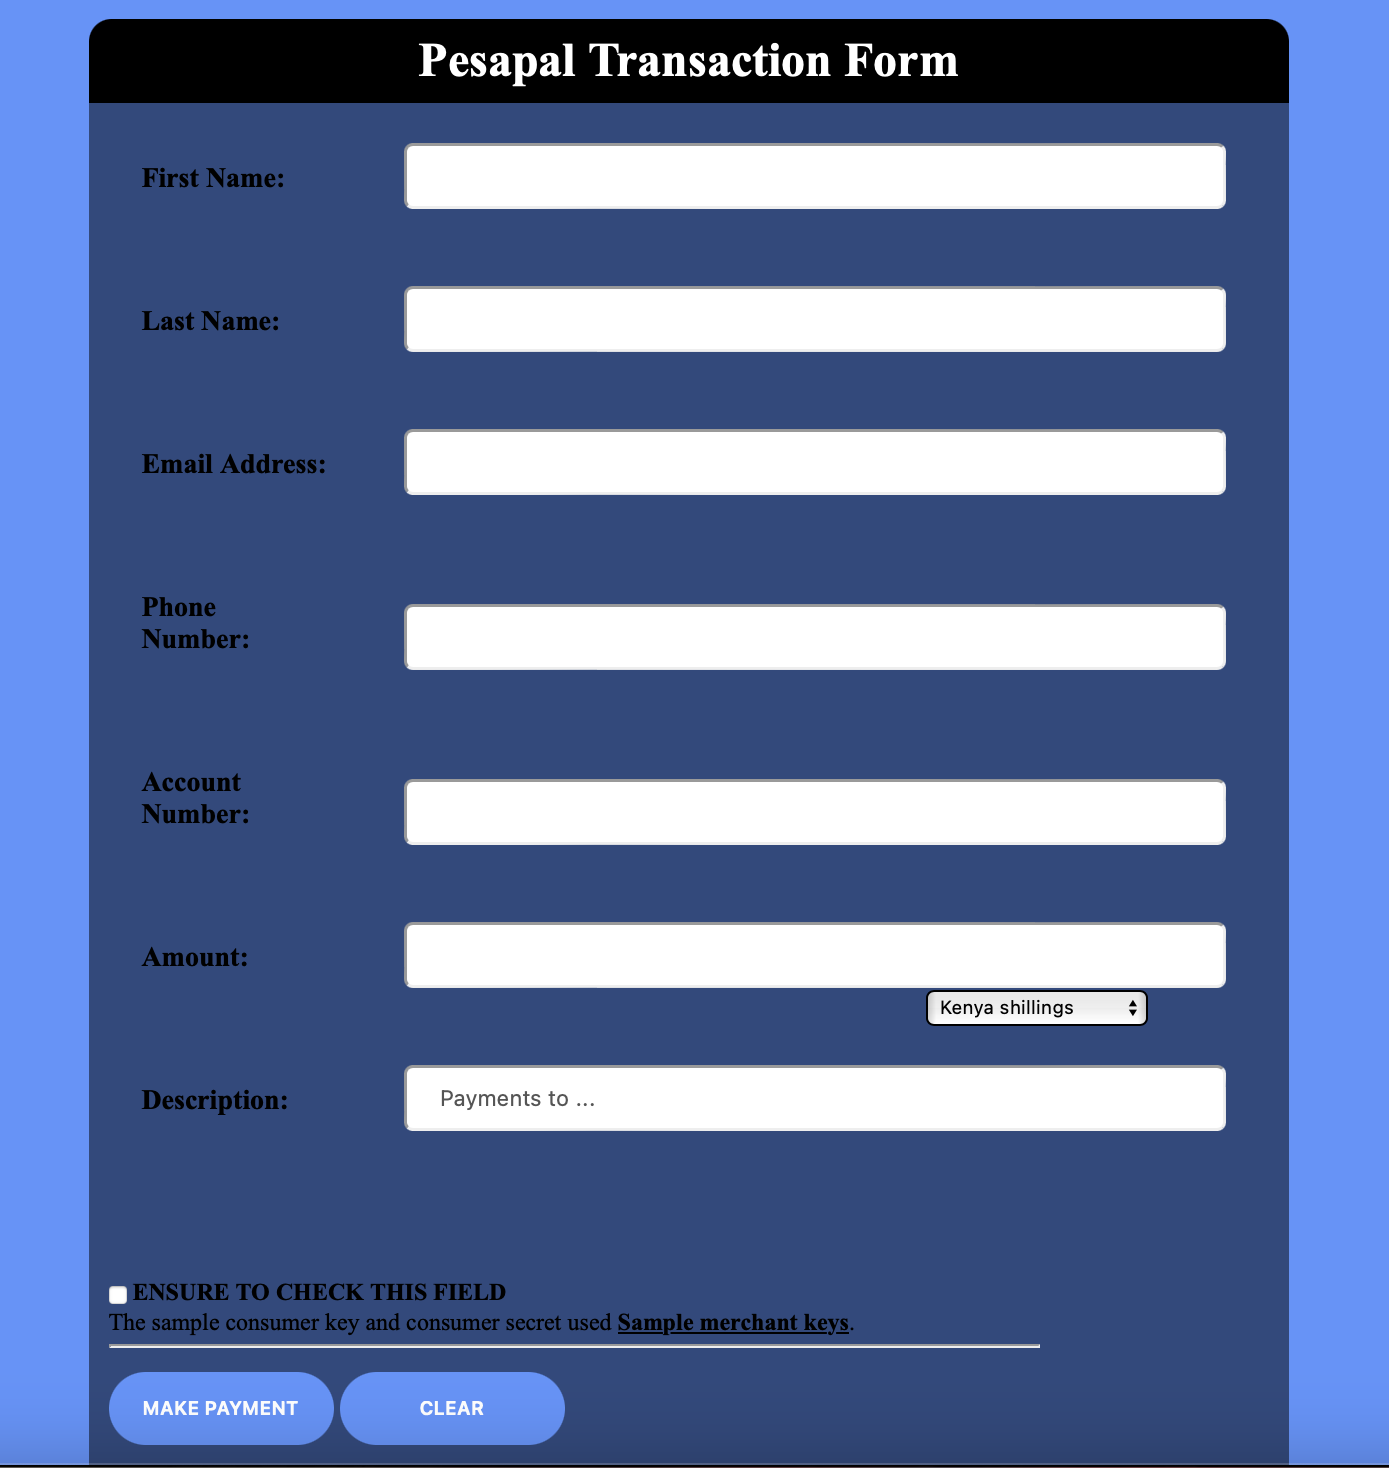 Pesapal Transaction Form
First Name:
Last Name:
Email Address:
Phone
Number:
Account
Number:
Amount:
Kenya shillings
Description:
Payments to ...
ENSURE TO CHECK THIS FIELD
The sample consumer key and consumer secret used Sample merchant keys.
MAKE PAYMENT
CLEAR